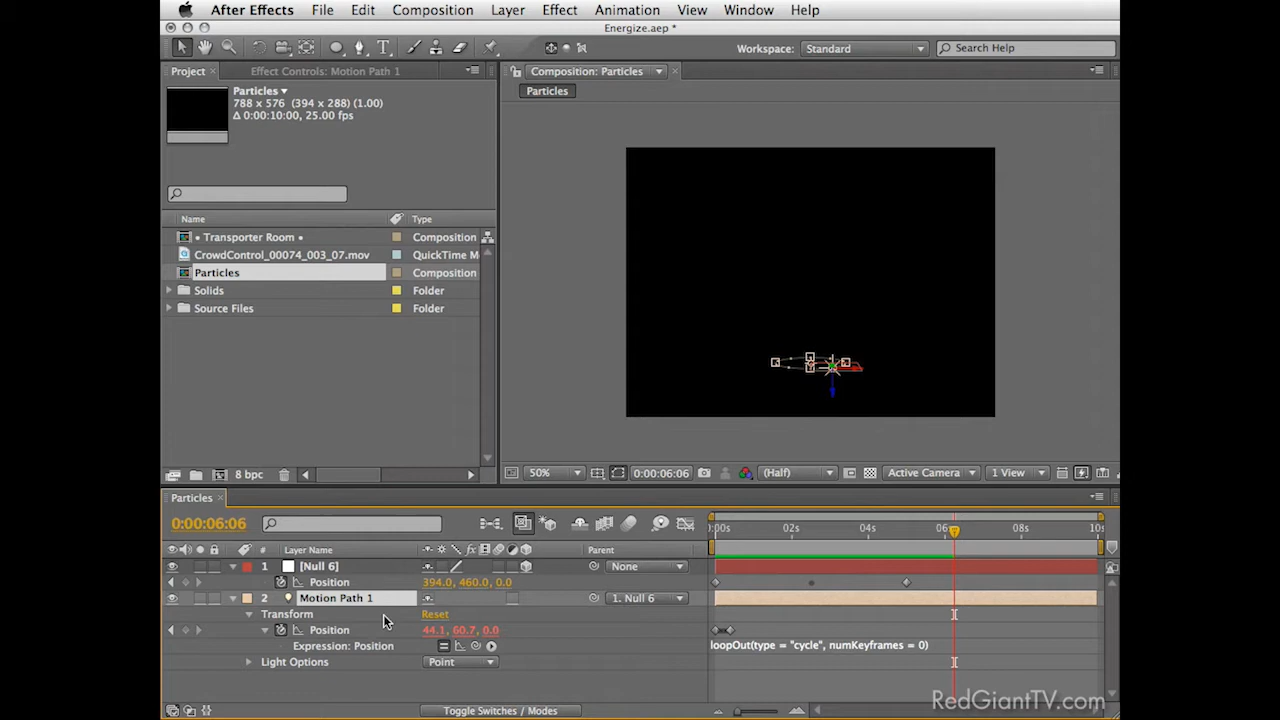 After Effects File Edit Composition Layer Effect Animation View Window Help
Energize.aep *
Workspace: Standard Search Help
Project Effect Controls: Motion Path 1 Composition: Particles
Particles
Particles
788 x 576 (394 x 288) (1.00)
Δ 0:00:10:00, 25.00 fps
Name Type
• Transporter Room • Composition
CrowdControl_00074_003_07.mov QuickTime M
Particles Composition
Solids Folder
Source Files Folder
8 bpc 50% 0:00:06:06 (Half) Active Camera 1 View
Particles
0:00:06:06 :00s 02s 04s 06 08s 10s
# Layer Name Parent
1 [Null 6] None
Position 394.0, 460.0, 0.0
2 Motion Path 1 1. Null 6
Transform Reset
Position 44.1, 60.7, 0.0
Expression: Position loopOut(type = "cycle", numKeyframes = 0)
Light Options Point
RedGiantTV.com
Toggle Switches / Modes